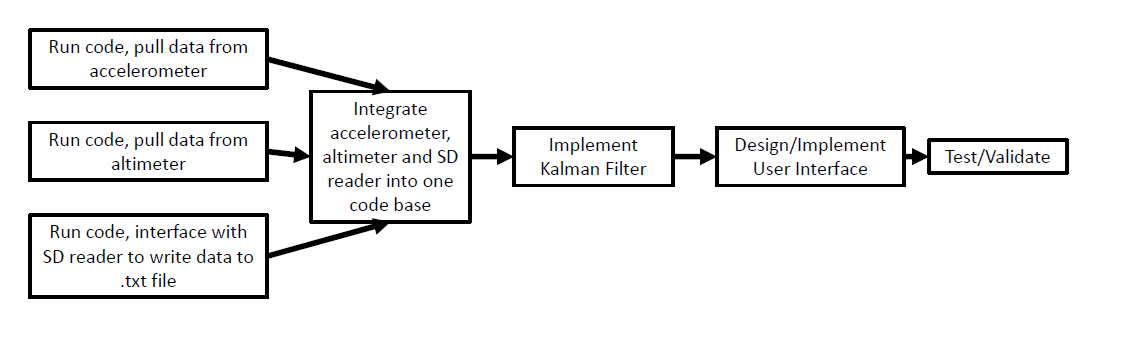 Run code, pull data from
accelerometer
Run code, pull data from
altimeter
Run code, interface with
SD reader to write data to
.txt file
Integrate
accelerometer,
altimeter and SD
reader into one
code base
Implement
Kalman Filter
Design/Implement
User Interface
Test/Validate